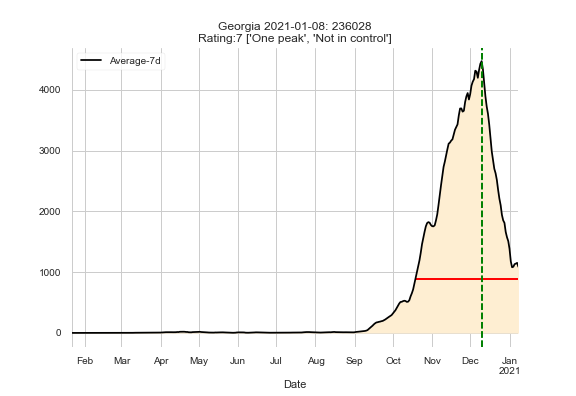 Georgia 2021-01-08: 236028
Rating:7 ['One peak', 'Not in control']
Average-7d
4000
3000
2000
1000
0
Feb Mar Apr May Jun Jul Aug Sep Oct Nov Dec Jan
2021
Date